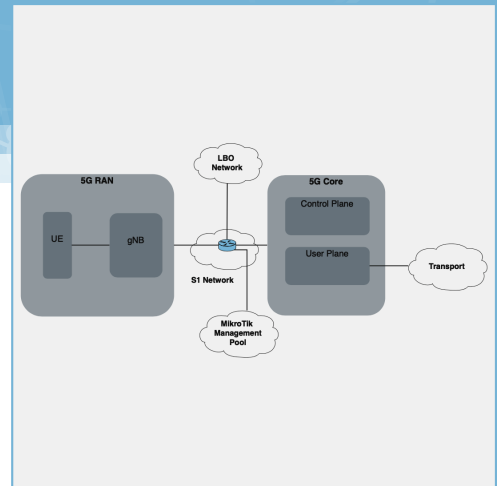 LBO
Network
5G RAN
5G Core
Control Plane
UE
gNB
User Plane
Transport
S1 Network
MikroTik
Management
Pool